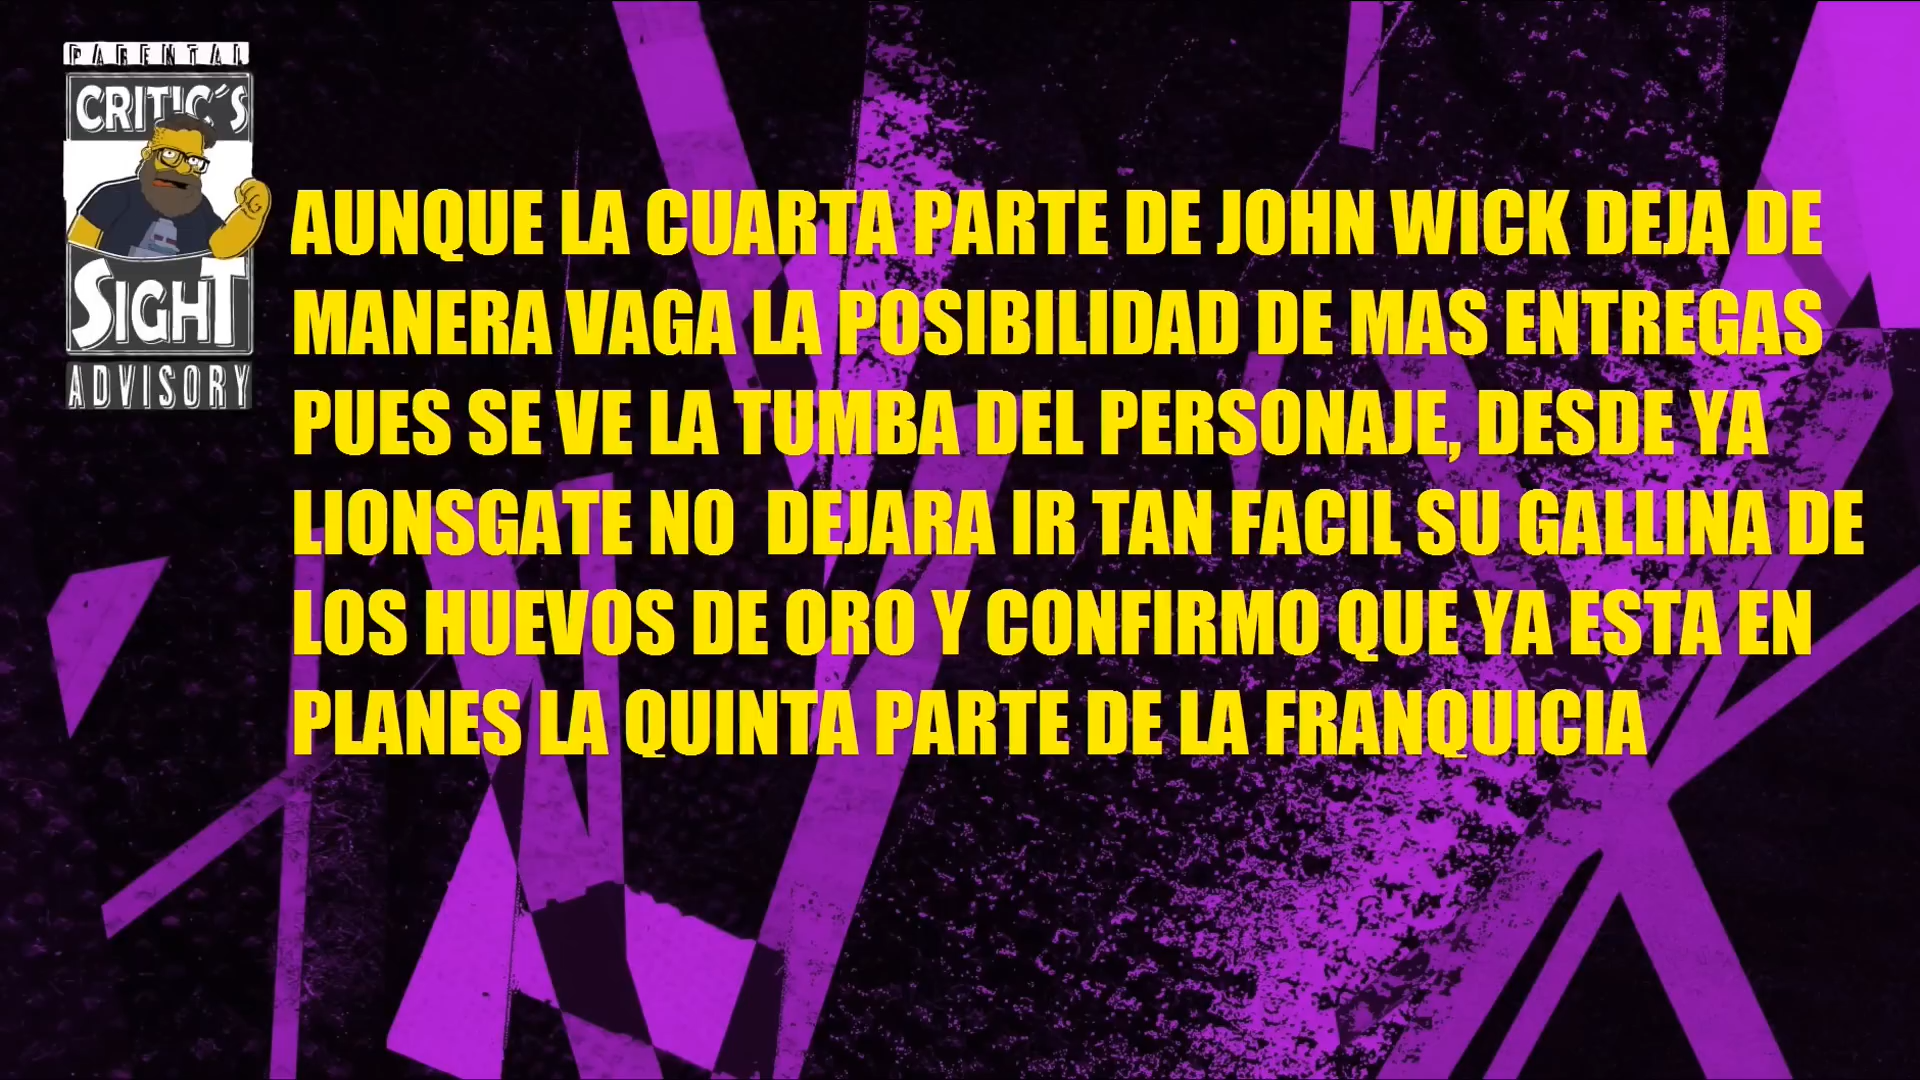 PARENTAL
CRITIC´S
SIGHT
ADVISORY
AUNQUE LA CUARTA PARTE DE JOHN WICK DEJA DE
MANERA VAGA LA POSIBILIDAD DE MAS ENTREGAS
PUES SE VE LA TUMBA DEL PERSONAJE, DESDE YA
LIONSGATE NO DEJARA IR TAN FACIL SU GALLINA DE
LOS HUEVOS DE ORO Y CONFIRMO QUE YA ESTA EN
PLANES LA QUINTA PARTE DE LA FRANQUICIA